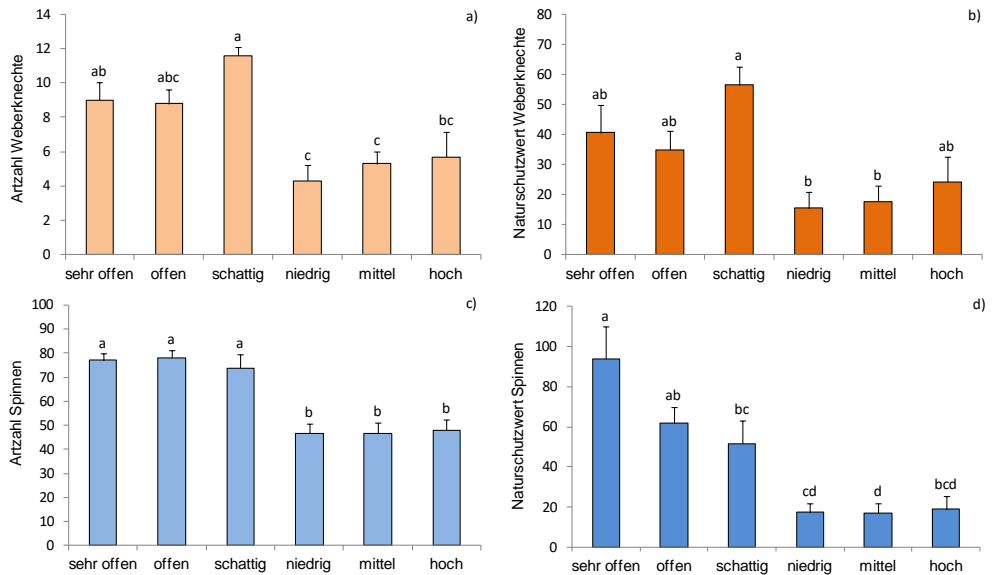 a)
Artzahl Weberknechte
14
12
10
8
6
4
2
0
ab
abc
a
c
c
bc
sehr offen offen schattig niedrig mittel hoch
b)
Naturschutzwert Weberknechte
80
70
60
50
40
30
20
10
0
ab
ab
a
b
b
ab
sehr offen offen schattig niedrig mittel hoch
c)
Artzahl Spinnen
100
90
80
70
60
50
40
30
20
10
0
a
a
a
b
b
b
sehr offen offen schattig niedrig mittel hoch
d)
Naturschutzwert Spinnen
120
100
80
60
40
20
0
a
ab
bc
cd
d
bcd
sehr offen offen schattig niedrig mittel hoch